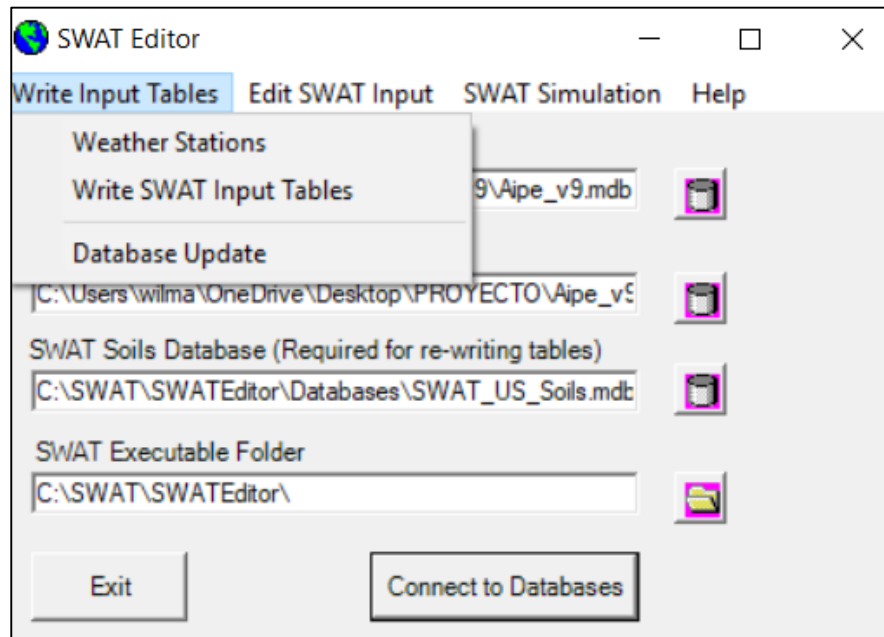 SWAT Editor
Write Input Tables Edit SWAT Input SWAT Simulation Help
Weather Stations
Write SWAT Input Tables
9\Aipe_v9.mdb
Database Update
C:\Users\wilma\OneDrive\Desktop\PROYECTO\Aipe_v9
SWAT Soils Database (Required for re-writing tables)
C:\SWAT\SWATEditor\Databases\SWAT_US_Soils.mdb
SWAT Executable Folder
C:\SWAT\SWATEditor\
Exit Connect to Databases